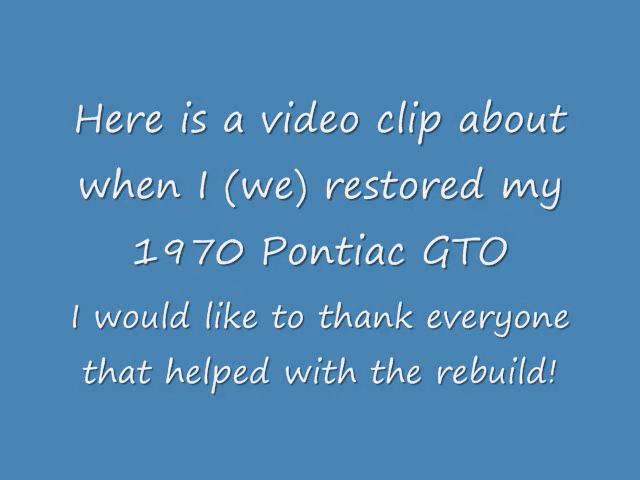 Here is a video clip about
when I (we) restored my
1970 Pontiac GTO
I would like to thank everyone
that helped with the rebuild!